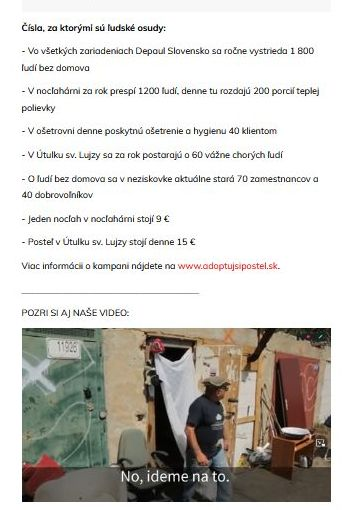 Čísla, za ktorými sú ľudské osudy:
- Vo všetkých zariadeniach Depaul Slovensko sa ročne vystrieda 1 800
ľudí bez domova
- V nocľahárni za rok prespí 1200 ľudí, denne tu rozdajú 200 porcií teplej
polievky
- V ošetrovni denne poskytnú ošetrenie a hygienu 40 klientom
- V Útulku sv. Lujzy sa za rok postarajú o 60 vážne chorých ľudí
- O ľudí bez domova sa v neziskovke aktuálne stará 70 zamestnancov a
40 dobrovoľníkov
- Jeden nocľah v nocľahárni stojí 9 €
- Posteľ v Útulku sv. Lujzy stojí denne 15 €
Viac informácii o kampani nájdete na www.adoptujsipostel.sk.
POZRI SI AJ NAŠE VIDEO:
11926
No, ideme na to.